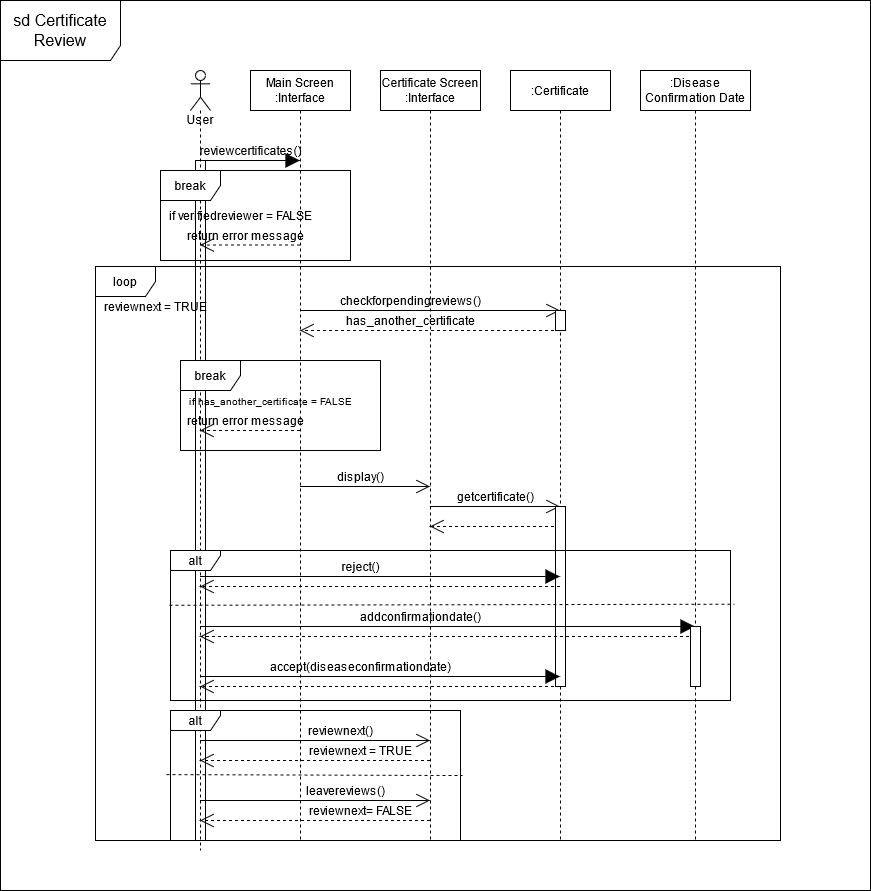 sd Certificate
Review
Main Screen
:Interface
Certificate Screen
:Interface
:Certificate
:Disease
Confirmation Date
User
reviewcertificates()
break
if verifiedreviewer = FALSE
return error message
loop
reviewnext = TRUE
checkforpendingreviews()
has_another_certificate
break
if has_another_certificate = FALSE
return error message
display()
getcertificate()
alt
reject()
addconfirmationdate()
accept(diseaseconfirmationdate)
alt
reviewnext()
reviewnext = TRUE
leavereviews()
reviewnext= FALSE